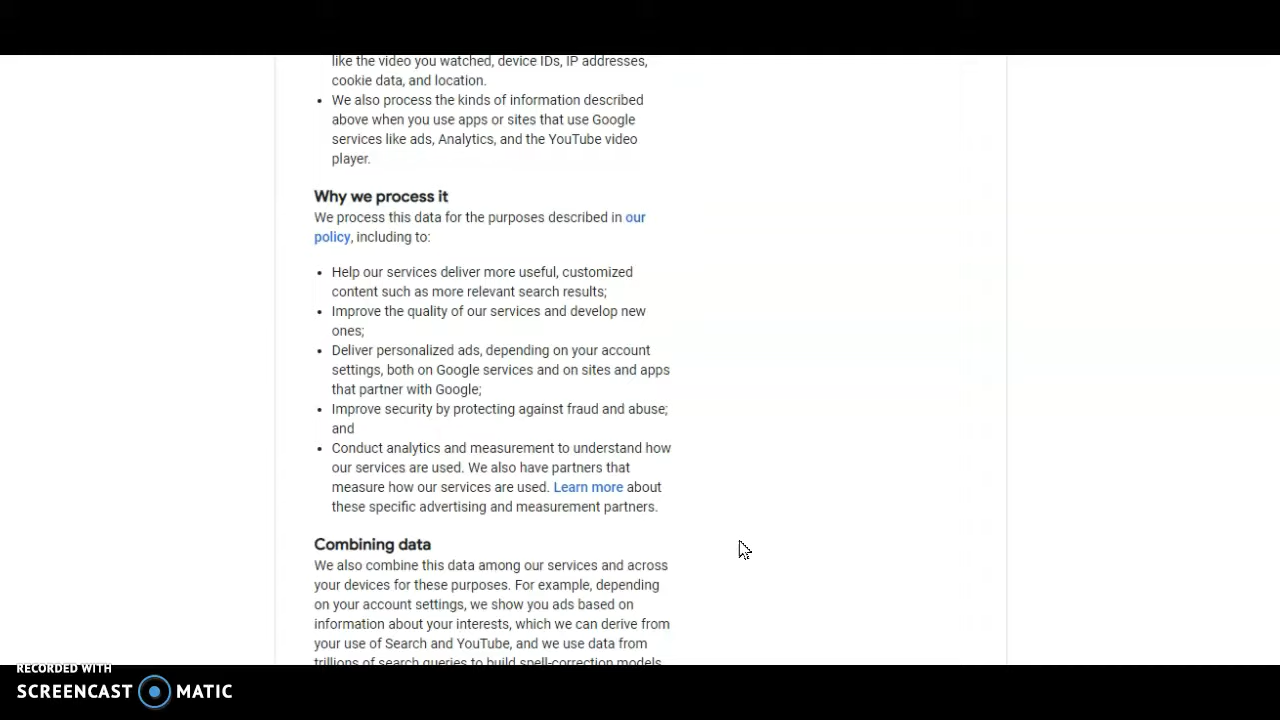 like the video you watched, device IDs, IP addresses,
cookie data, and location.
• We also process the kinds of information described
above when you use apps or sites that use Google
services like ads, Analytics, and the YouTube video
player.
Why we process it
We process this data for the purposes described in our
policy, including to:
• Help our services deliver more useful, customized
content such as more relevant search results;
• Improve the quality of our services and develop new
ones;
• Deliver personalized ads, depending on your account
settings, both on Google services and on sites and apps
that partner with Google;
• Improve security by protecting against fraud and abuse;
and
• Conduct analytics and measurement to understand how
our services are used. We also have partners that
measure how our services are used. Learn more about
these specific advertising and measurement partners.
Combining data
We also combine this data among our services and across
your devices for these purposes. For example, depending
on your account settings, we show you ads based on
information about your interests, which we can derive from
your use of Search and YouTube, and we use data from
trillions of search queries to build spell-correction models
RECORDED WITH
SCREENCAST MATIC